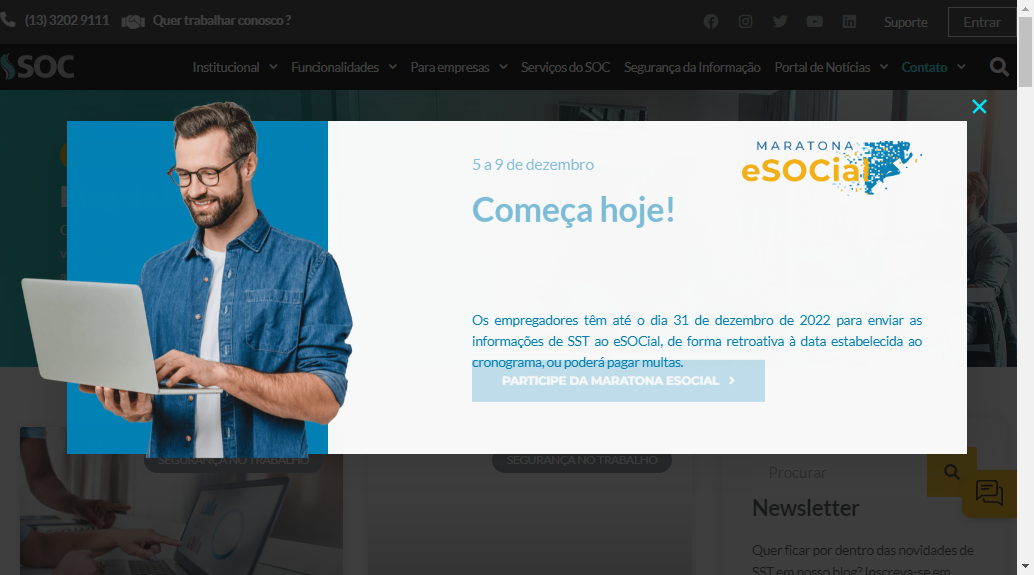 (13) 3202 9111 Quer trabalhar conosco ?
Suporte Entrar
SOC Institucional Funcionalidades Para empresas Serviços do SOC Segurança da Informação Portal de Notícias Contato
MARATONA
eSOCial
5 a 9 de dezembro
Começa hoje!
Os empregadores têm até o dia 31 de dezembro de 2022 para enviar as
informações de SST ao eSOCial, de forma retroativa à data estabelecida ao
cronograma, ou poderá pagar multas.
PARTICIPE DA MARATONA ESOCIAL
SEGURANÇA NO TRABALHO SEGURANÇA NO TRABALHO
Procurar
Newsletter
Quer ficar por dentro das novidades de
SST em nosso blog? Inscreva-se em